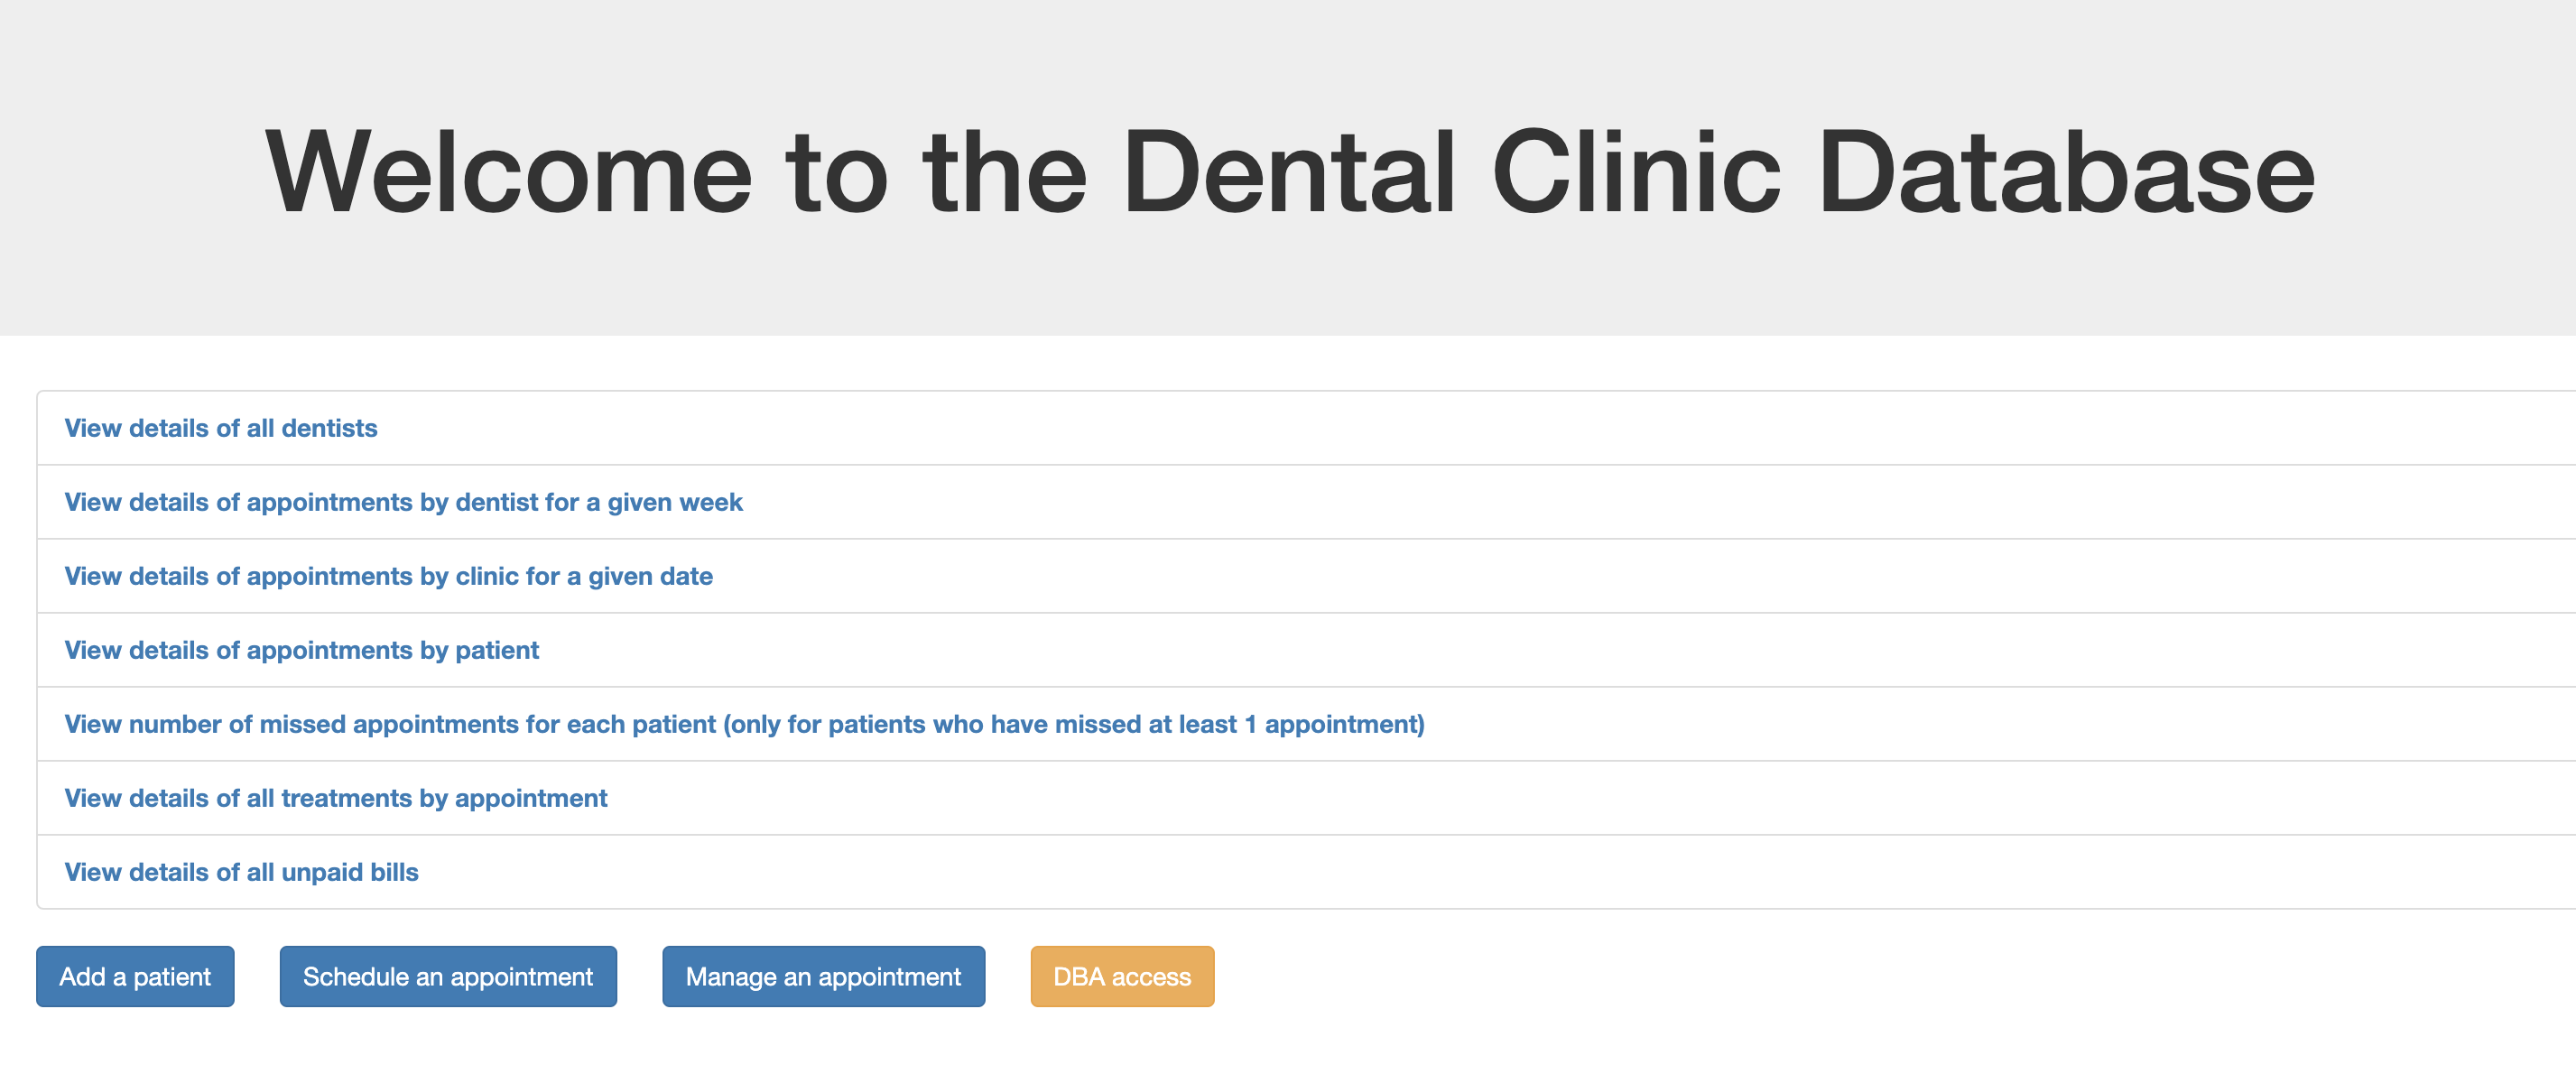 Welcome to the Dental Clinic Database
View details of all dentists
View details of appointments by dentist for a given week
View details of appointments by clinic for a given date
View details of appointments by patient
View number of missed appointments for each patient (only for patients who have missed at least 1 appointment)
View details of all treatments by appointment
View details of all unpaid bills
Add a patient
Schedule an appointment
Manage an appointment
DBA access